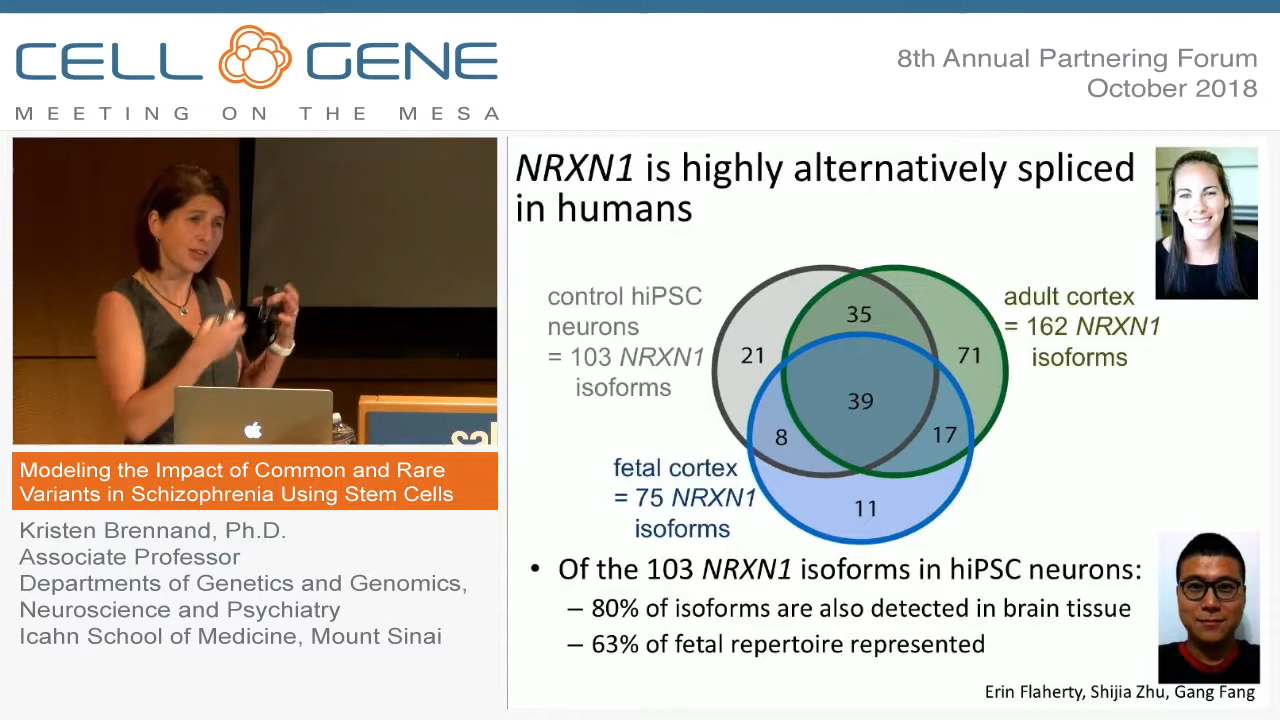 CELL GENE
MEETING ON THE MESA
8th Annual Partnering Forum
October 2018
NRXN1 is highly alternatively spliced
in humans
control hiPSC
neurons
= 103 NRXN1
isoforms
adult cortex
= 162 NRXN1
isoforms
fetal cortex
= 75 NRXN1
isoforms
35
21
71
39
8
17
11
• Of the 103 NRXN1 isoforms in hiPSC neurons:
– 80% of isoforms are also detected in brain tissue
– 63% of fetal repertoire represented
Erin Flaherty, Shijia Zhu, Gang Fang
Modeling the Impact of Common and Rare
Variants in Schizophrenia Using Stem Cells
Kristen Brennand, Ph.D.
Associate Professor
Departments of Genetics and Genomics,
Neuroscience and Psychiatry
Icahn School of Medicine, Mount Sinai